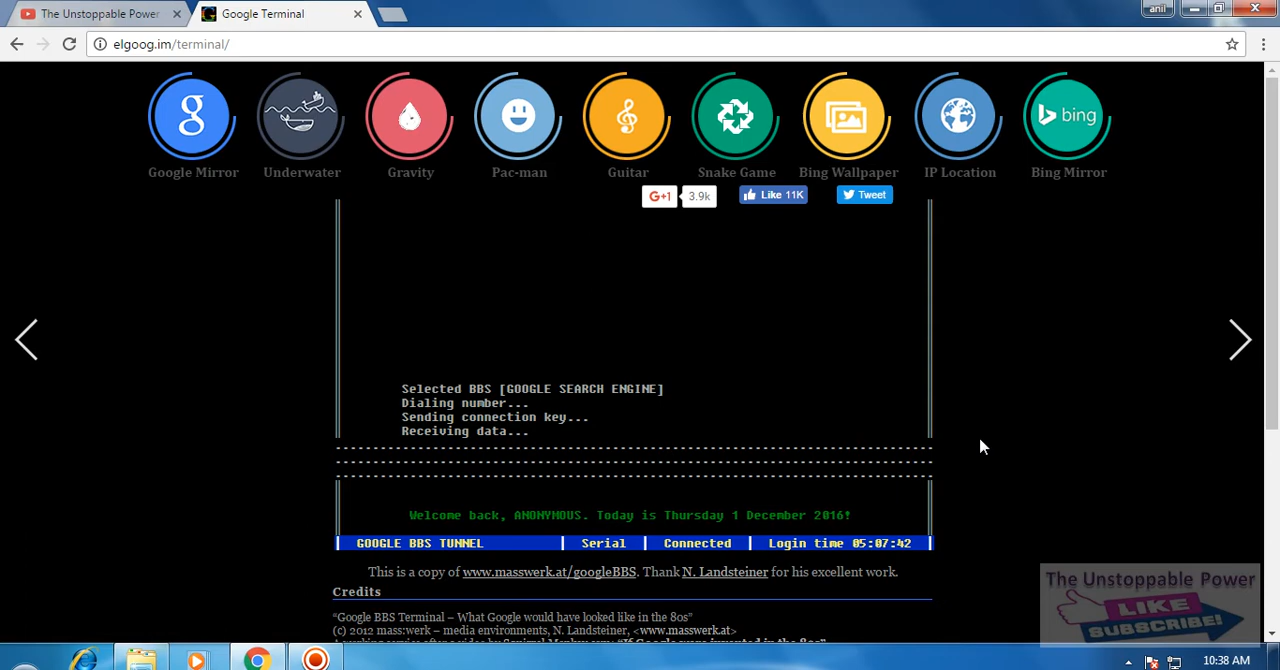 The Unstoppable Power
Google Terminal
anil
elgoog.im/terminal/
g
bing
Google Mirror
Underwater
Gravity
Pac-man
Guitar
Snake Game
Bing Wallpaper
IP Location
Bing Mirror
G+1
3.9k
Like 11K
Tweet
Selected BBS [GOOGLE SEARCH ENGINE]
Dialing number...
Sending connection key...
Receiving data...
Welcome back, ANONYMOUS. Today is Thursday 1 December 2016!
GOOGLE BBS TUNNEL
Serial
Connected
Login time 05:07:42
This is a copy of www.masswerk.at/googleBBS. Thank N. Landsteiner for his excellent work.
Credits
“Google BBS Terminal – What Google would have looked like in the 80s”
(c) 2012 mass:werk – media environments, N. Landsteiner, <www.masswerk.at>
The Unstoppable Power
LIKE
SUBSCRIBE!
10:38 AM